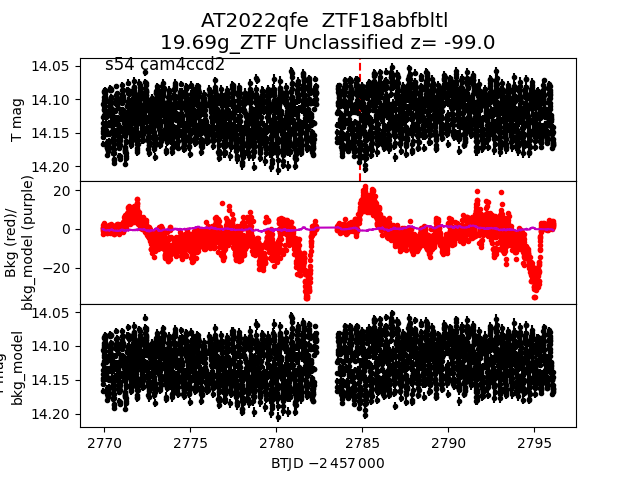 AT2022qfe  ZTF18abfbltl
19.69g_ZTF Unclassified z= -99.0
s54 cam4ccd2
14.05
14.10
14.15
14.20
T mag
20
0
−20
Bkg (red)/
bkg_model (purple)
14.05
14.10
14.15
14.20
mag
bkg_model
2770
2775
2780
2785
2790
2795
BTJD −2 457 000